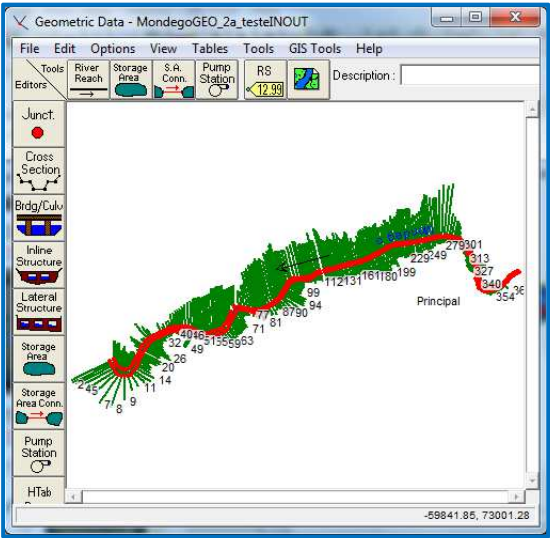 Geometric Data - MondegoGEO_2a_testeINOUT
File Edit Options View Tables Tools GIS Tools Help
Tools
Editors
River
Reach
Storage
Area
S.A.
Conn.
Pump
Station
RS
12.99
Description :
Junct.
Cross
Section
Brdg/Culv
Inline
Structure
Lateral
Structure
Storage
Area
Storage
Area Conn.
Pump
Station
HTab
279 301
229 249
313
199
327
161 180
340
112 131
354
99
Principal
94
87 90
81
77
71
63
59
55
51
49
46
40
32
26
20
14
11
9
8
7
45
2
-59841.85, 73001.28